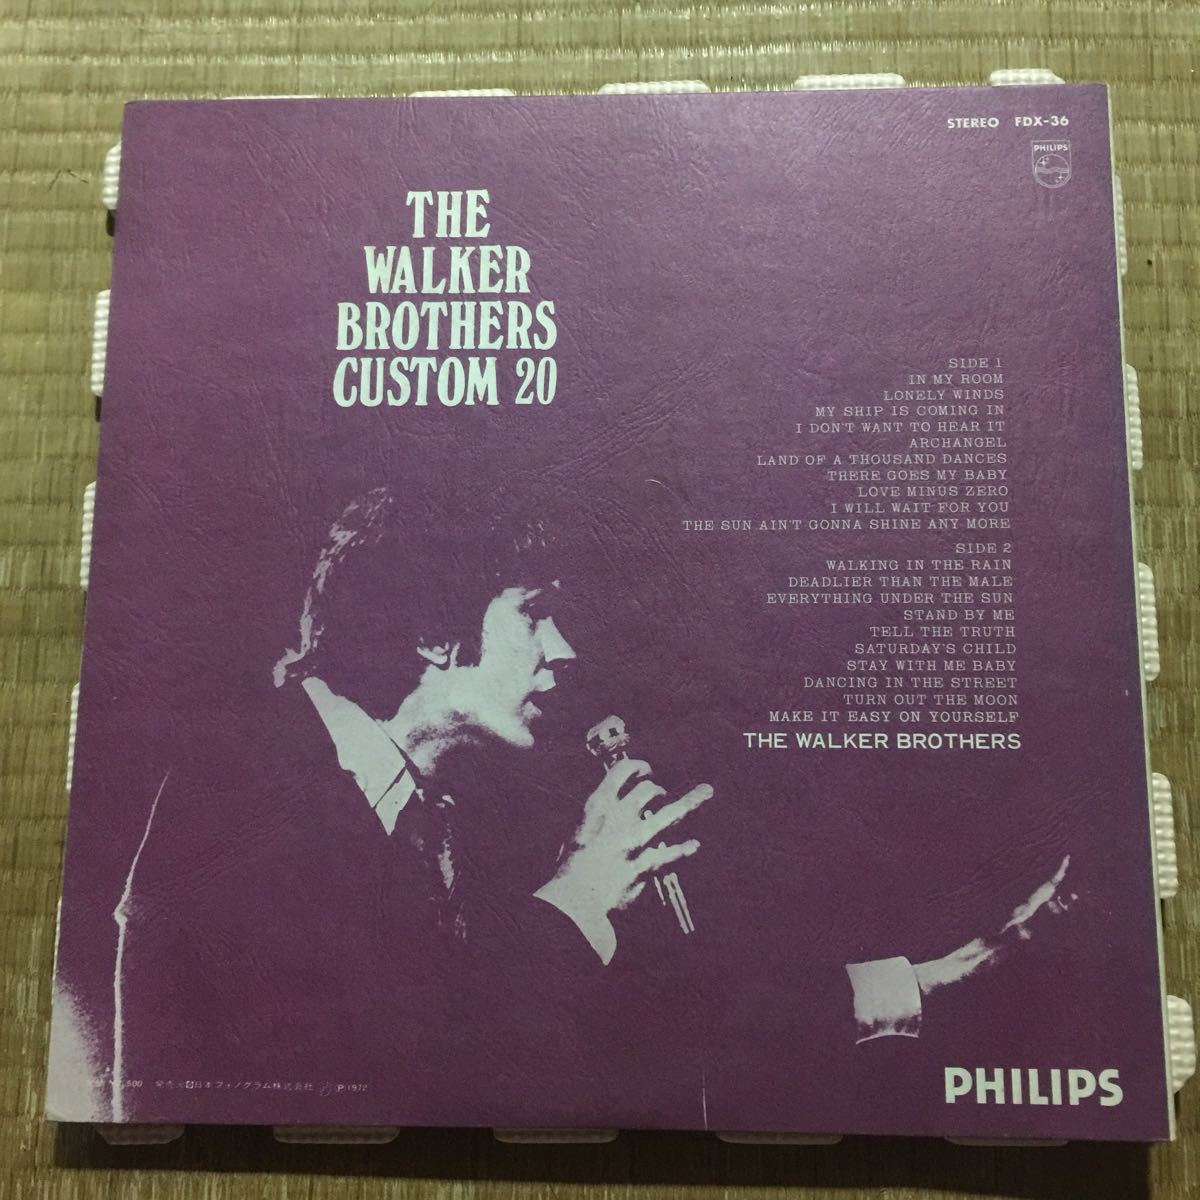 STEREO FDX-36
PHILIPS
THE
WALKER
BROTHERS
CUSTOM 20
SIDE 1
IN MY ROOM
LONELY WINDS
MY SHIP IS COMING IN
I DON'T WANT TO HEAR IT
ARCHANGEL
LAND OF A THOUSAND DANCES
THERE GOES MY BABY
LOVE MINUS ZERO
I WILL WAIT FOR YOU
THE SUN AIN'T GONNA SHINE ANY MORE
SIDE 2
WALKING IN THE RAIN
DEADLIER THAN THE MALE
EVERYTHING UNDER THE SUN
STAND BY ME
TELL THE TRUTH
SATURDAY'S CHILD
STAY WITH ME BABY
DANCING IN THE STREET
TURN OUT THE MOON
MAKE IT EASY ON YOURSELF
THE WALKER BROTHERS
500 発売元 日本フォノグラム株式会社 Ⓟ1972
PHILIPS